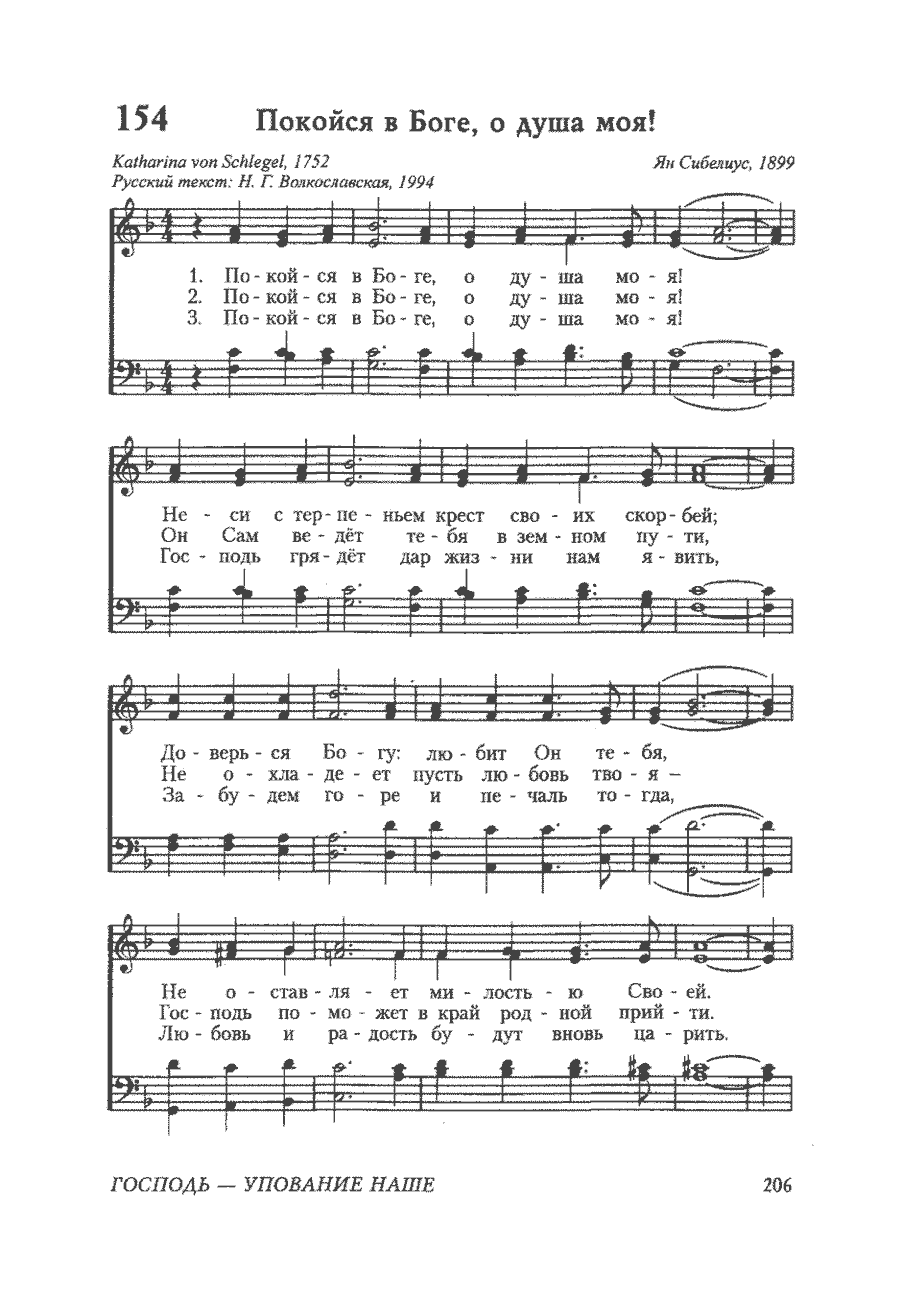 154 Покойся в Боге, о душа моя!
Katharina von Schlegel, 1752 Ян Сибелиус, 1899
Русский текст: Н. Г. Волкославская, 1994
1. По - кой - ся в Бо - ге, о ду - ша мо - я!
2. По - кой - ся в Бо - ге, о ду - ша мо - я!
3. По - кой - ся в Бо - ге, о ду - ша мо - я!
Не - си с тер - пе - ньем крест сво - их скор - бей;
Он Сам ве - дёт те - бя в зем - ном пу - ти,
Гос - подь гря - дёт дар жиз - ни нам я - вить,
До - верь - ся Бо - гу: лю - бит Он те - бя,
Не о - хла - де - ет пусть лю - бовь тво - я –
За - бу - дем го - ре и пе - чаль то - гда,
Не о - став - ля - ет ми - лость - ю Сво - ей.
Гос - подь по - мо - жет в край род - ной прий - ти.
Лю - бовь и ра - дость бу - дут вновь ца - рить.
ГОСПОДЬ — УПОВАНИЕ НАШЕ 206